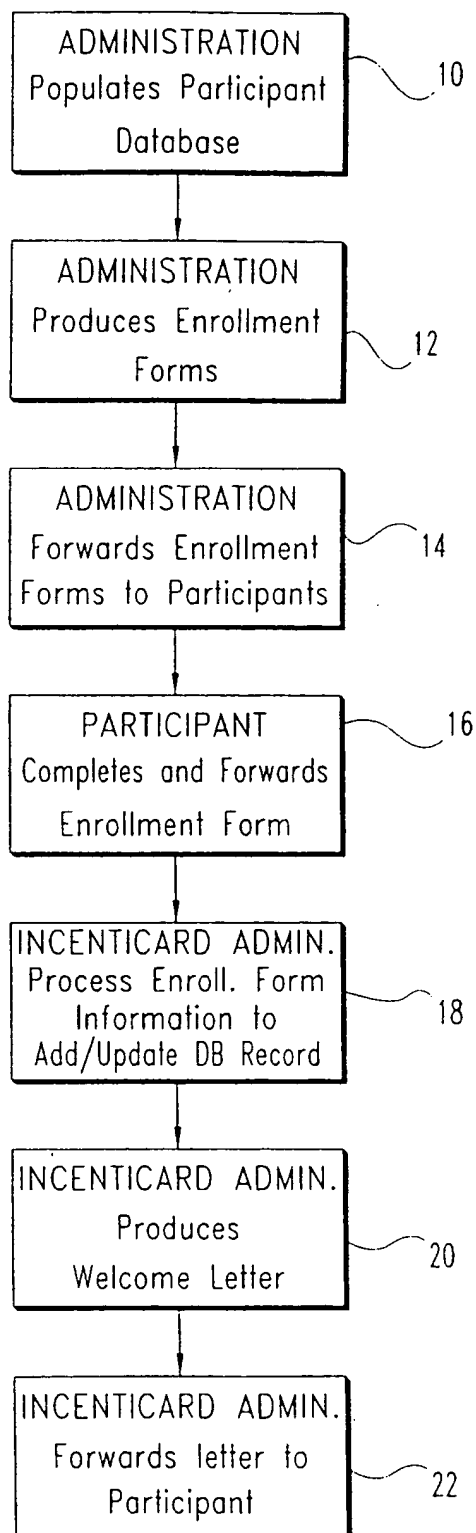 ADMINISTRATION
Populates Participant
Database
10
ADMINISTRATION
Produces Enrollment
Forms
12
ADMINISTRATION
Forwards Enrollment
Forms to Participants
14
PARTICIPANT
Completes and Forwards
Enrollment Form
16
INCENTICARD ADMIN.
Process Enroll. Form
Information to
Add/Update DB Record
18
INCENTICARD ADMIN.
Produces
Welcome Letter
20
INCENTICARD ADMIN.
Forwards letter to
Participant
22